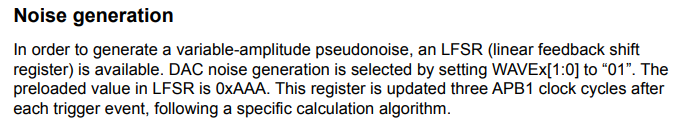 Noise generation
In order to generate a variable-amplitude pseudonoise, an LFSR (linear feedback shift
register) is available. DAC noise generation is selected by setting WAVEx[1:0] to “01”. The
preloaded value in LFSR is 0xAAA. This register is updated three APB1 clock cycles after
each trigger event, following a specific calculation algorithm.